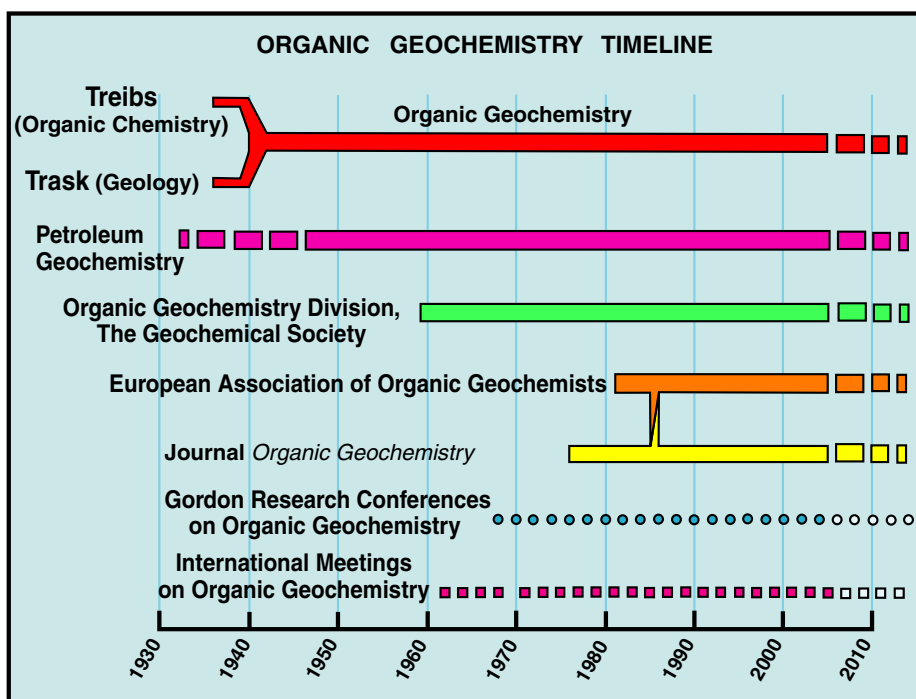 ORGANIC GEOCHEMISTRY TIMELINE
Treibs
(Organic Chemistry)
Organic Geochemistry
Trask (Geology)
Petroleum
Geochemistry
Organic Geochemistry Division,
The Geochemical Society
European Association of Organic Geochemists
Journal Organic Geochemistry
Gordon Research Conferences
on Organic Geochemistry
International Meetings
on Organic Geochemistry
1930
1940
1950
1960
1970
1980
1990
2000
2010